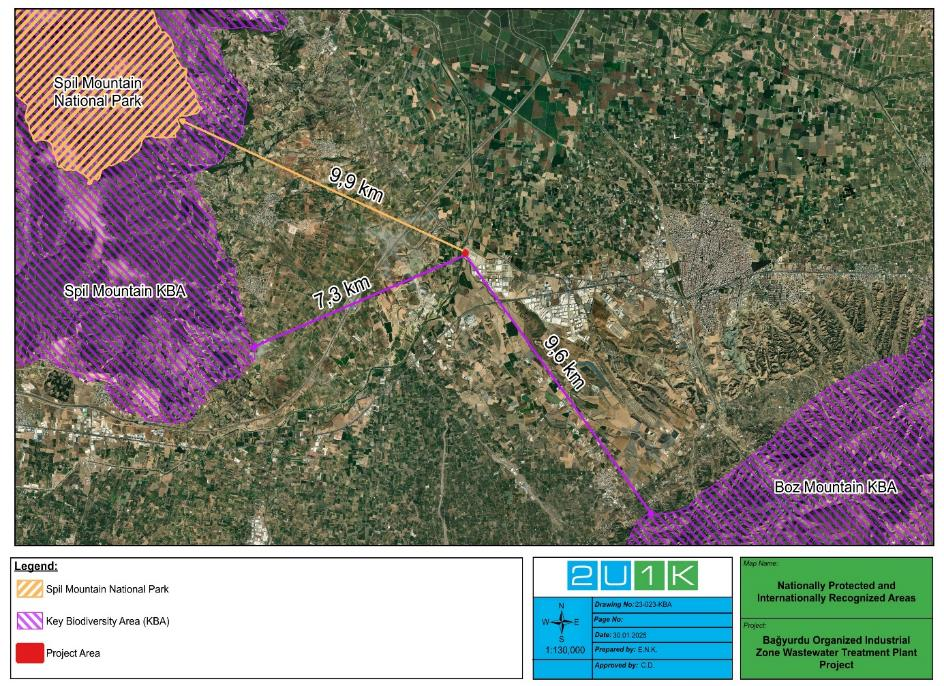 Spil Mountain
National Park
9,9 km
Spil Mountain KBA
7,3 km
9,6 km
Boz Mountain KBA
Legend:
Spil Mountain National Park
Key Biodiversity Area (KBA)
Project Area
2U1K
N
W E
S
1:130,000
Drawing No: 23-023-KBA
Page No:
Date: 30.01.2025
Prepared by: E.N.K.
Approved by: C.D.
Map Name:
Nationally Protected and
Internationally Recognized Areas
Project:
Bağyurdu Organized Industrial
Zone Wastewater Treatment Plant
Project